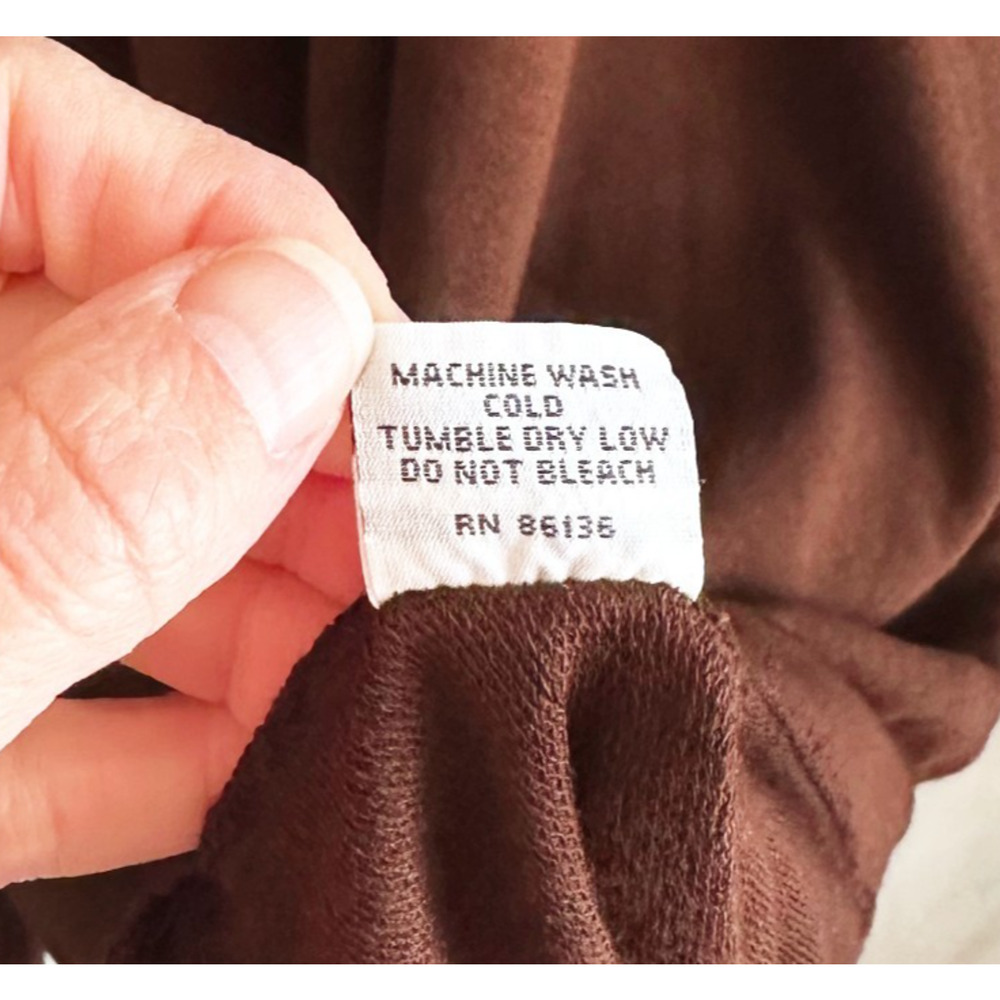 MACHINE WASH
COLD
TUMBLE DRY LOW
DO NOT BLEACH
RN 86136